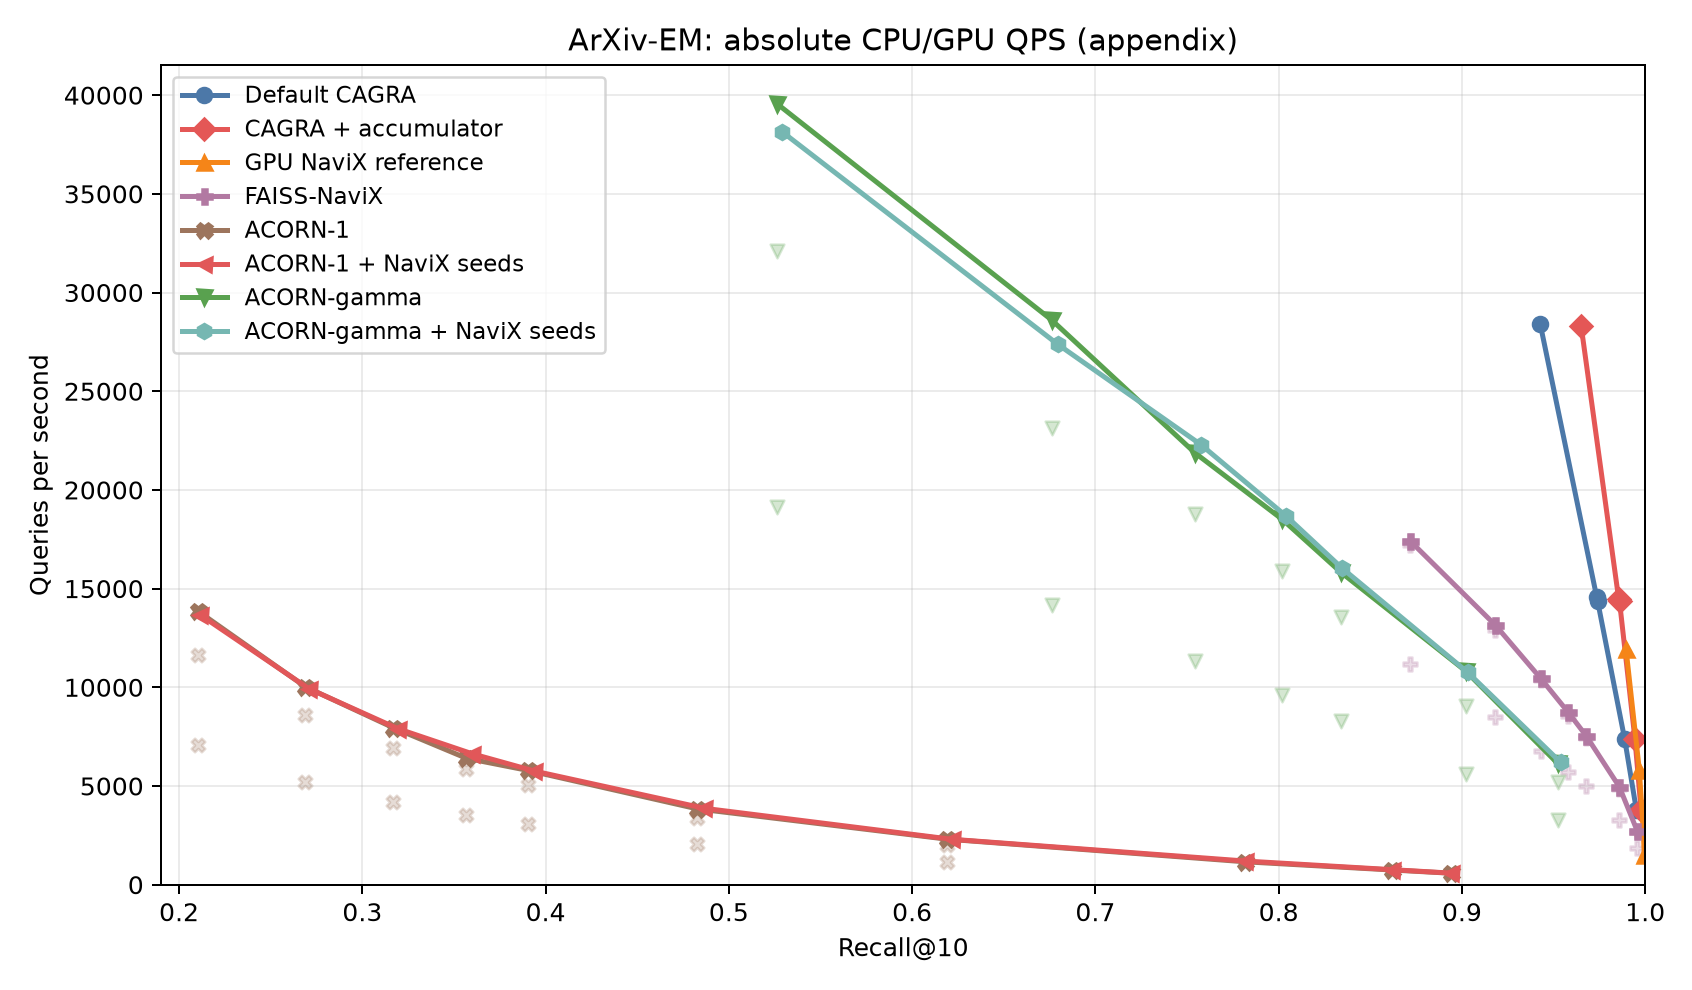 ArXiv-EM: absolute CPU/GPU QPS (appendix)
Queries per second
40000
35000
30000
25000
20000
15000
10000
5000
0
Default CAGRA
CAGRA + accumulator
GPU NaviX reference
FAISS-NaviX
ACORN-1
ACORN-1 + NaviX seeds
ACORN-gamma
ACORN-gamma + NaviX seeds
0.2 0.3 0.4 0.5 0.6 0.7 0.8 0.9 1.0
Recall@10